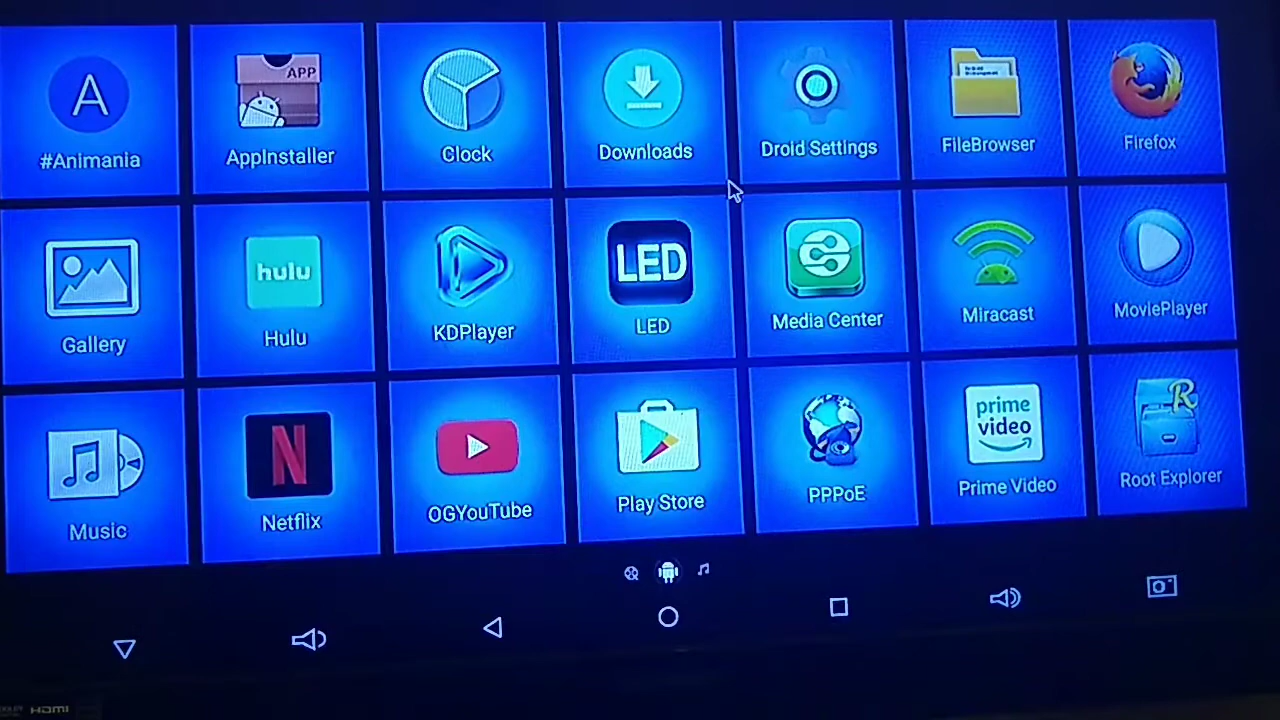 A
APP
#Animania
AppInstaller
Clock
Downloads
Droid Settings
FileBrowser
Firefox
hulu
LED
Gallery
Hulu
KDPlayer
LED
Media Center
Miracast
MoviePlayer
N
prime
video
R
Music
Netflix
OGYouTube
Play Store
PPPoE
Prime Video
Root Explorer
HDMI